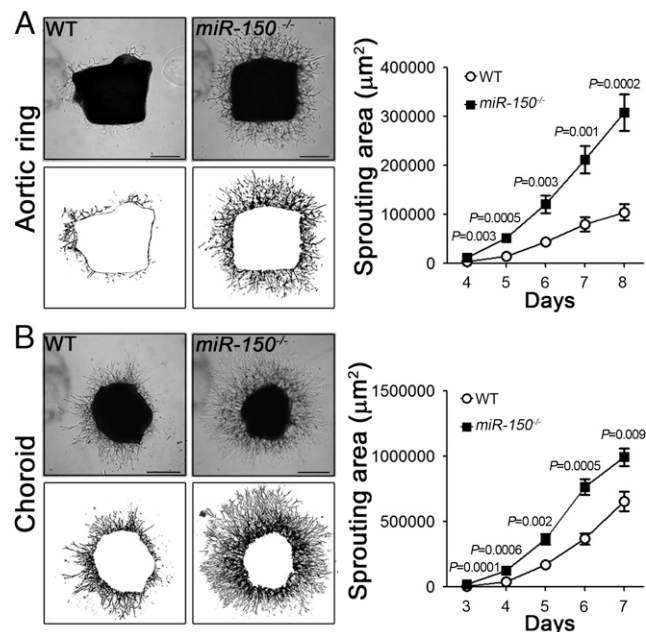 A
WT
miR-150-/-
Aortic ring
Sprouting area (µm²)
WT
miR-150-/-
400000
300000
200000
100000
0
P=0.003
P=0.0005
P=0.003
P=0.001
P=0.0002
4 5 6 7 8
Days
B
WT
miR-150-/-
Choroid
Sprouting area (µm²)
WT
miR-150-/-
1500000
1000000
500000
0
P=0.0001
P=0.0006
P=0.002
P=0.0005
P=0.009
3 4 5 6 7
Days